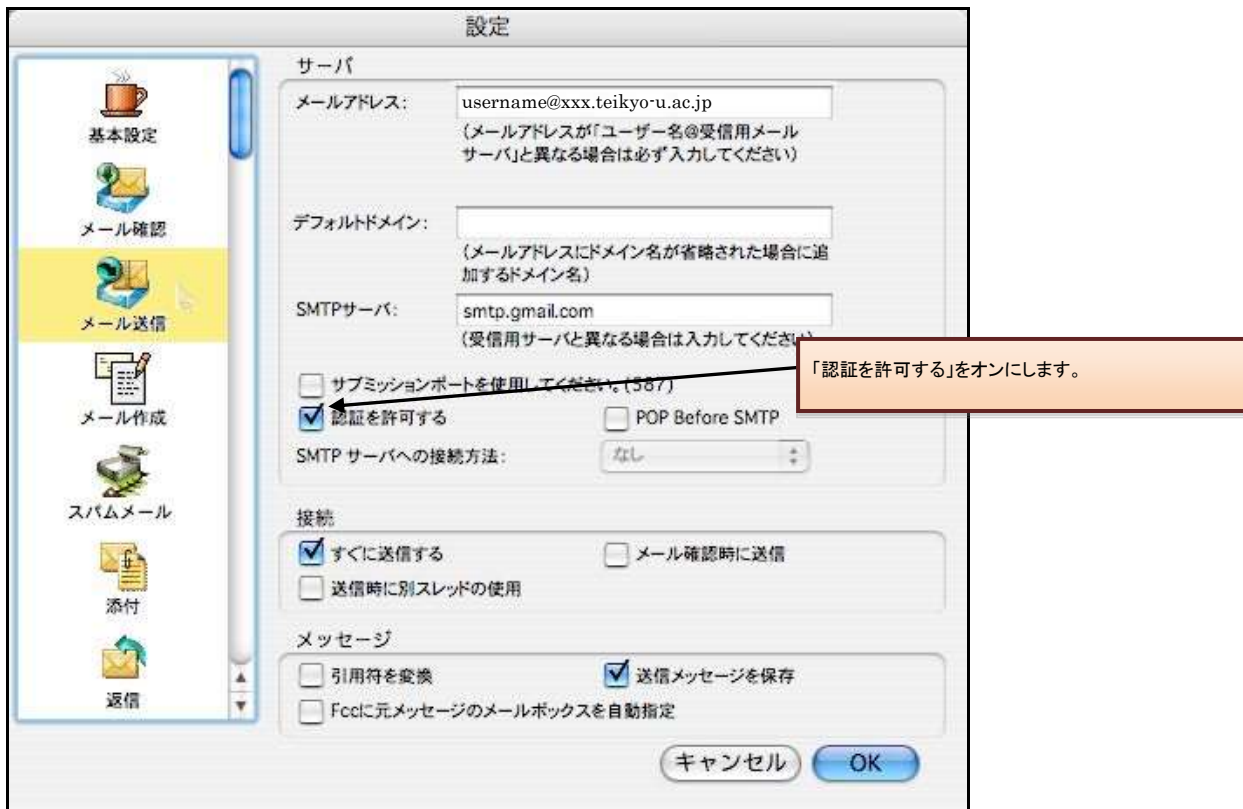 設定
基本設定
メール確認
メール送信
メール作成
スパムメール
添付
返信
サーバ
メールアドレス:
username@xxx.teikyo-u.ac.jp
(メールアドレスが「ユーザー名@受信用メール
サーバ」と異なる場合は必ず入力してください)
デフォルトドメイン:
(メールアドレスにドメイン名が省略された場合に追
加するドメイン名)
SMTPサーバ:
smtp.gmail.com
(受信用サーバと異なる場合は入力してください)
「認証を許可する」をオンにします。
サブミッションポートを使用してください。(587)
認証を許可する
POP Before SMTP
SMTP サーバへの接続方法:
なし
接続
すぐに送信する
メール確認時に送信
送信時に別スレッドの使用
メッセージ
引用符を変換
送信メッセージを保存
Fccに元メッセージのメールボックスを自動指定
キャンセル
OK